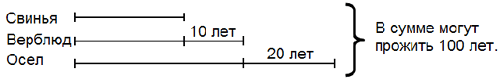 Свинья
Верблюд
10 лет
Осел
20 лет
В сумме могут
прожить 100 лет.